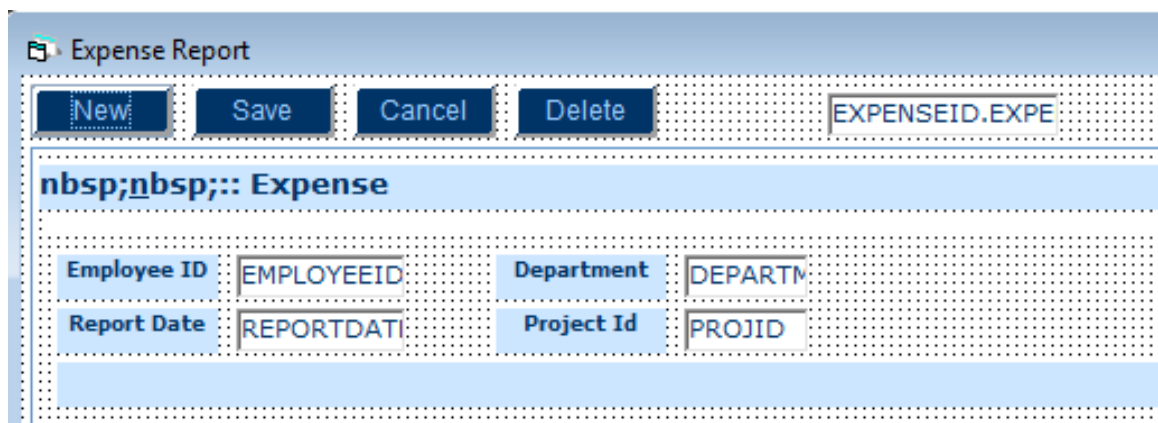 Expense Report
New Save Cancel Delete EXPENSEID.EXPE
nbsp;nbsp;:: Expense
Employee ID EMPLOYEEID Department DEPARTM
Report Date REPORTDATE Project Id PROJID